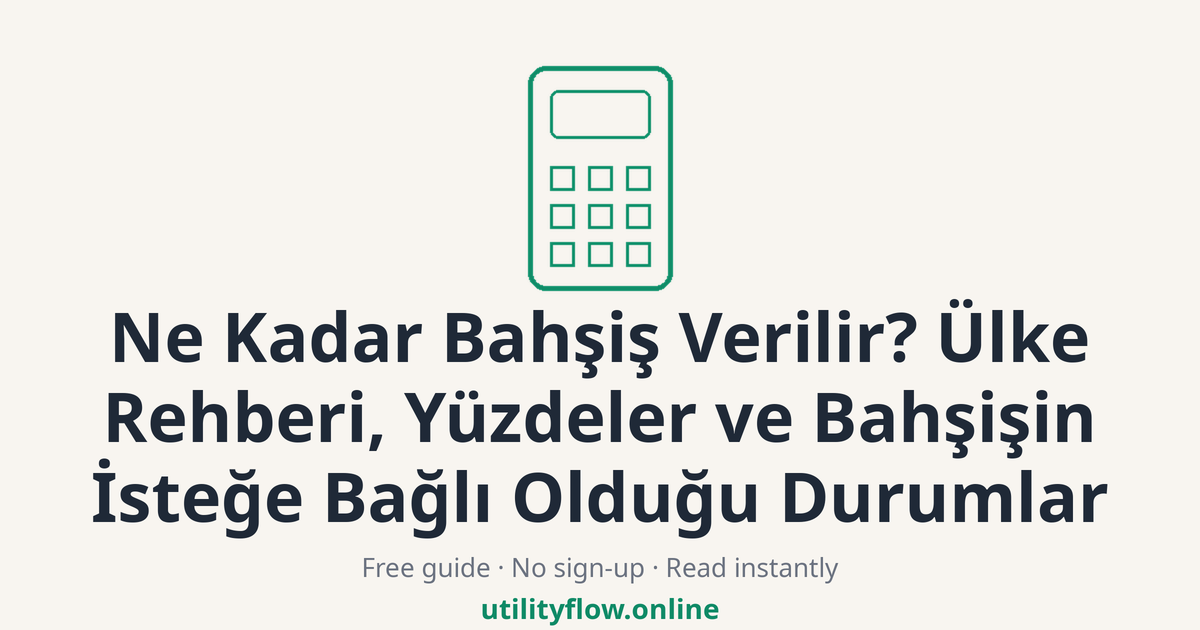 Ne Kadar Bahşiş Verilir? Ülke
Rehberi, Yüzdeler ve Bahşişin
İsteğe Bağlı Olduğu Durumlar
Free guide · No sign-up · Read instantly
utilityflow.online